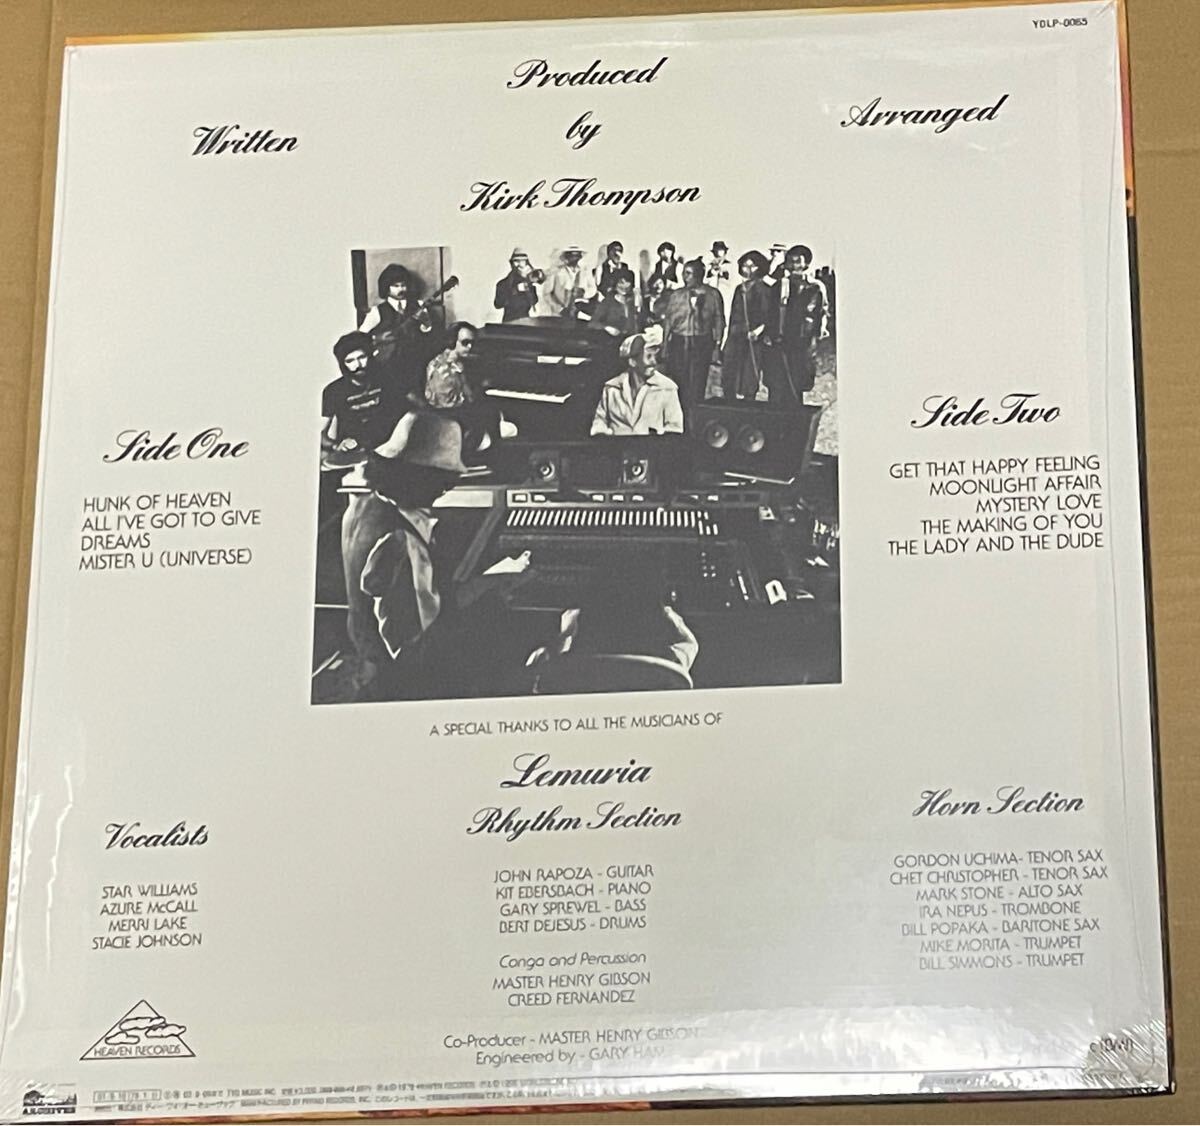 YDLP-0065
Produced
by
Written
Arranged
Kirk Thompson
Side One
HUNK OF HEAVEN
ALL I'VE GOT TO GIVE
DREAMS
MISTER U (UNIVERSE)
Side Two
GET THAT HAPPY FEELING
MOONLIGHT AFFAIR
MYSTERY LOVE
THE MAKING OF YOU
THE LADY AND THE DUDE
A SPECIAL THANKS TO ALL THE MUSICIANS OF
Lemuria
Vocalists
STAR WILLIAMS
AZURE McCALL
MERRI LAKE
STACIE JOHNSON
Rhythm Section
JOHN RAPOZA - GUITAR
KIT EBERSBACH - PIANO
GARY SPREWEL - BASS
BERT DEJESUS - DRUMS
Conga and Percussion
MASTER HENRY GIBSON
CREED FERNANDEZ
Horn Section
GORDON UCHIMA- TENOR SAX
CHET CHRISTOPHER - TENOR SAX
MARK STONE - ALTO SAX
IRA NEPUS - TROMBONE
BILL POPAKA - BARITONE SAX
MIKE MORITA - TRUMPET
BILL SIMMONS - TRUMPET
Co-Producer - MASTER HENRY GIBSON
Engineered by - GARY
HEAVEN RECORDS